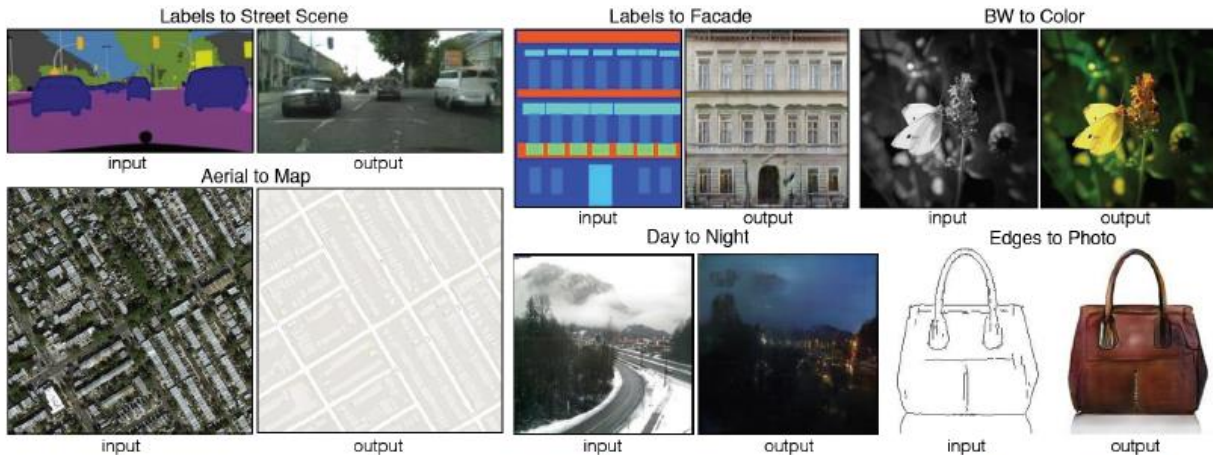 Labels to Street Scene
input
output
Aerial to Map
input
output
Labels to Facade
input
output
BW to Color
input
output
Day to Night
input
output
Edges to Photo
input
output